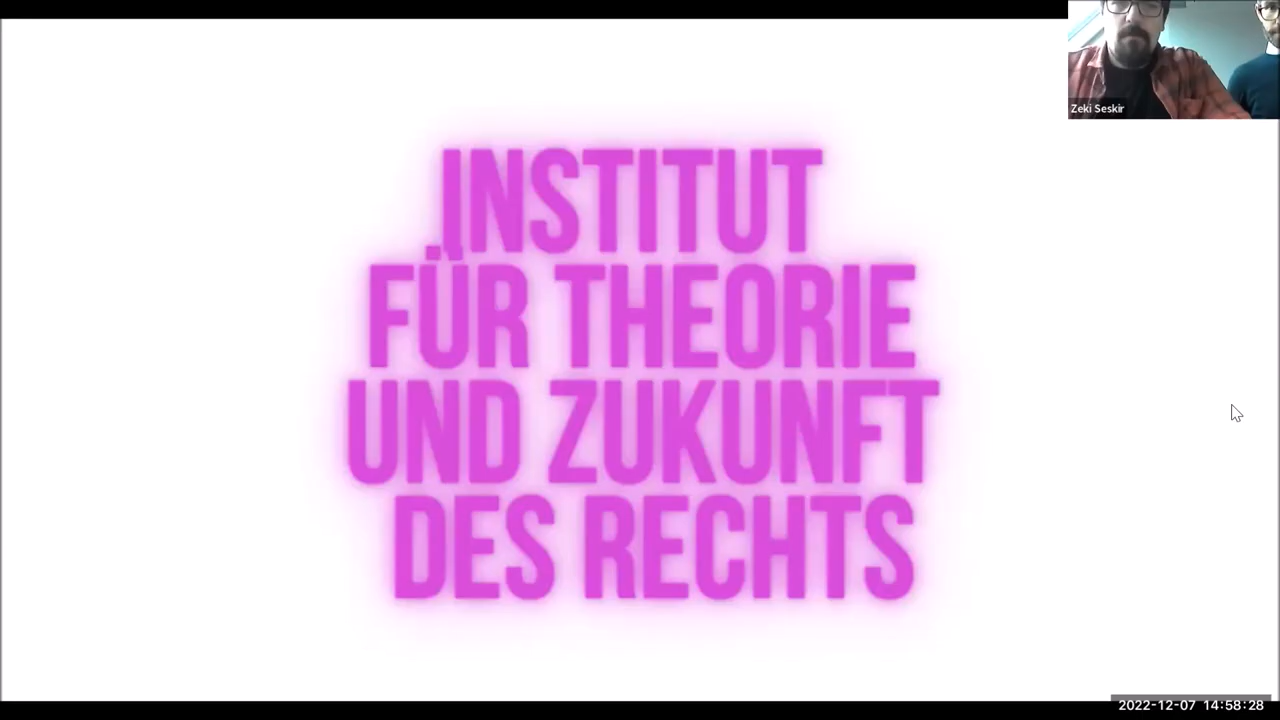 Zeki Seskir
INSTITUT
FÜR THEORIE
UND ZUKUNFT
DES RECHTS
2022-12-07 14:58:28